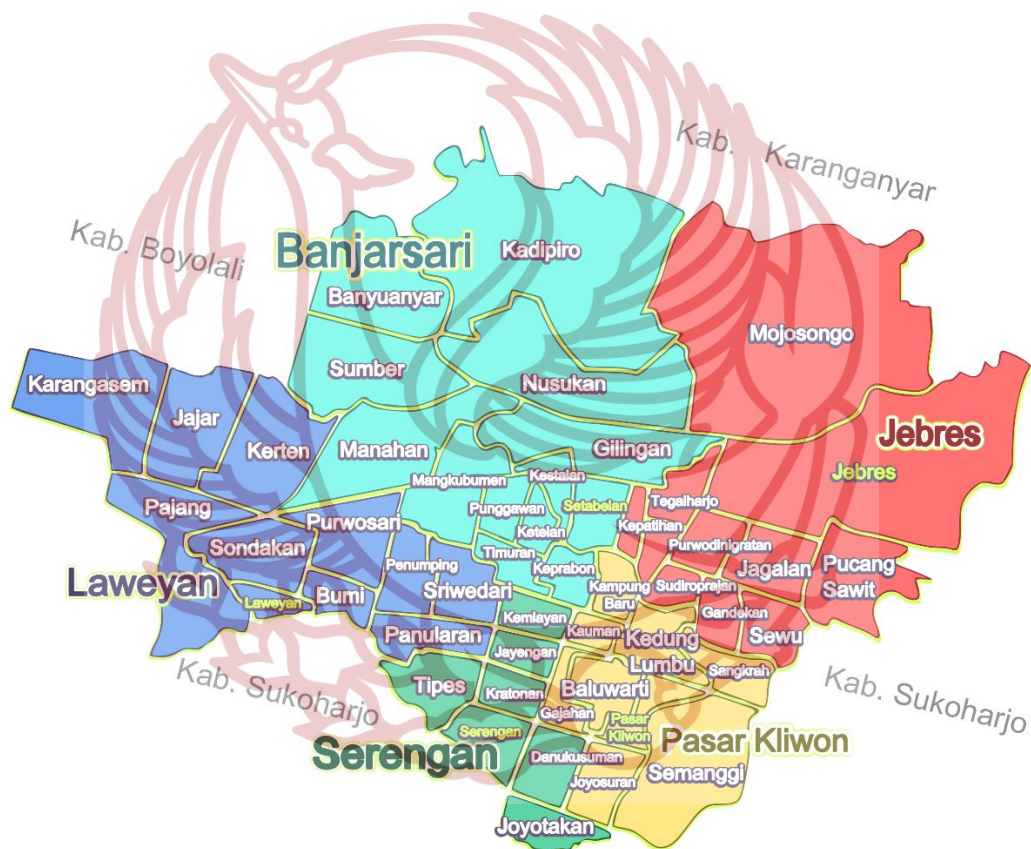 Kab. Karanganyar
Kab. Boyolali
Banjarsari
Kadipiro
Banyuanyar
Mojosongo
Sumber
Karangasem
Nusukan
Jajar
Jebres
Kerten
Manahan
Gilingan
Jebres
Mangkubumen
Kestalan
Pajang
Punggawan
Setabelan
Tegalharjo
Purwosari
Kepatihan
Ketelan
Sondakan
Purwodinigratan
Timuran
Penumping
Keprabon
Jagalan
Pucang
Sawit
Laweyan
Sriwedari
Kampung
Baru
Sudiroprajan
Laweyan
Bumi
Kemlayan
Gandekan
Kauman
Kedung
Lumbu
Sewu
Panularan
Jayengan
Sangkrah
Kab. Sukoharjo
Tipes
Kratonan
Baluwarti
Kab. Sukoharjo
Gajahan
Serengan
Pasar
Kliwon
Pasar Kliwon
Serengan
Danukusuman
Semanggi
Joyosuran
Joyotakan